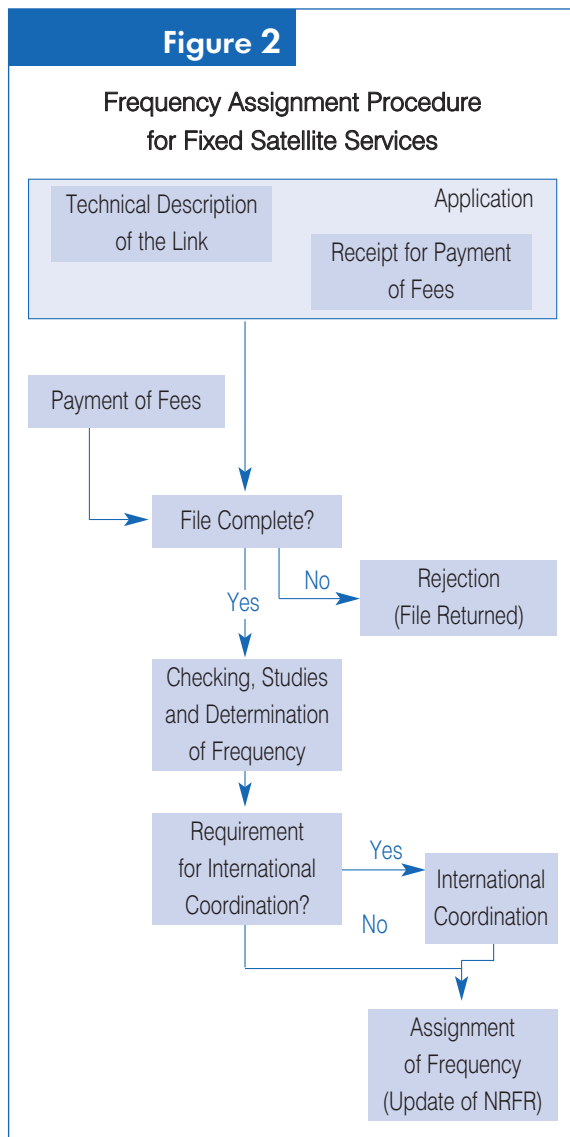 Figure 2
Frequency Assignment Procedure
for Fixed Satellite Services
Technical Description
of the Link
Application
Receipt for Payment
of Fees
Payment of Fees
File Complete?
No
Yes
Rejection
(File Returned)
Checking, Studies
and Determination
of Frequency
Requirement
for International
Coordination?
Yes
No
International
Coordination
Assignment
of Frequency
(Update of NRFR)